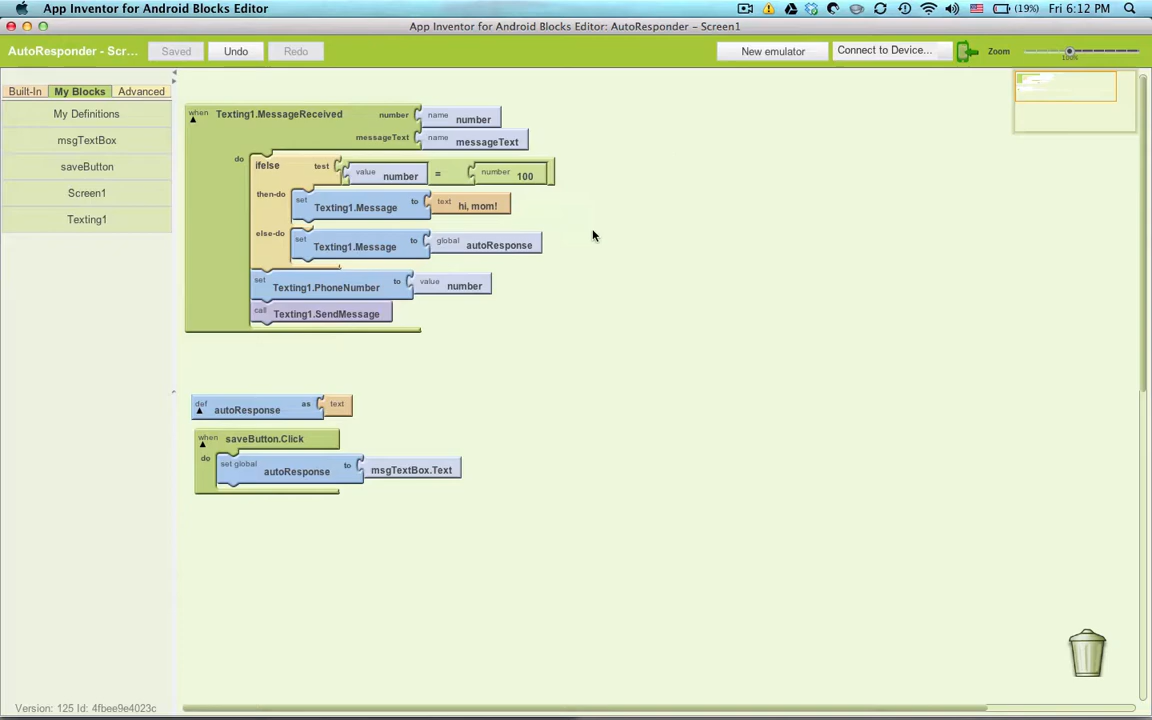 App Inventor for Android Blocks Editor (19%) Fri 6:12 PM
App Inventor for Android Blocks Editor: AutoResponder – Screen1
AutoResponder - Scr... Saved Undo Redo New emulator Connect to Device... Zoom
100%
Built-In My Blocks Advanced
My Definitions
msgTextBox
saveButton
Screen1
Texting1
when Texting1.MessageReceived number name number
messageText name messageText
do ifelse test value number = number 100
then-do set Texting1.Message to text hi, mom!
else-do set Texting1.Message to global autoResponse
set Texting1.PhoneNumber to value number
call Texting1.SendMessage
def autoResponse as text
when saveButton.Click
do set global autoResponse to msgTextBox.Text
Version: 125 Id: 4fbee9e4023c